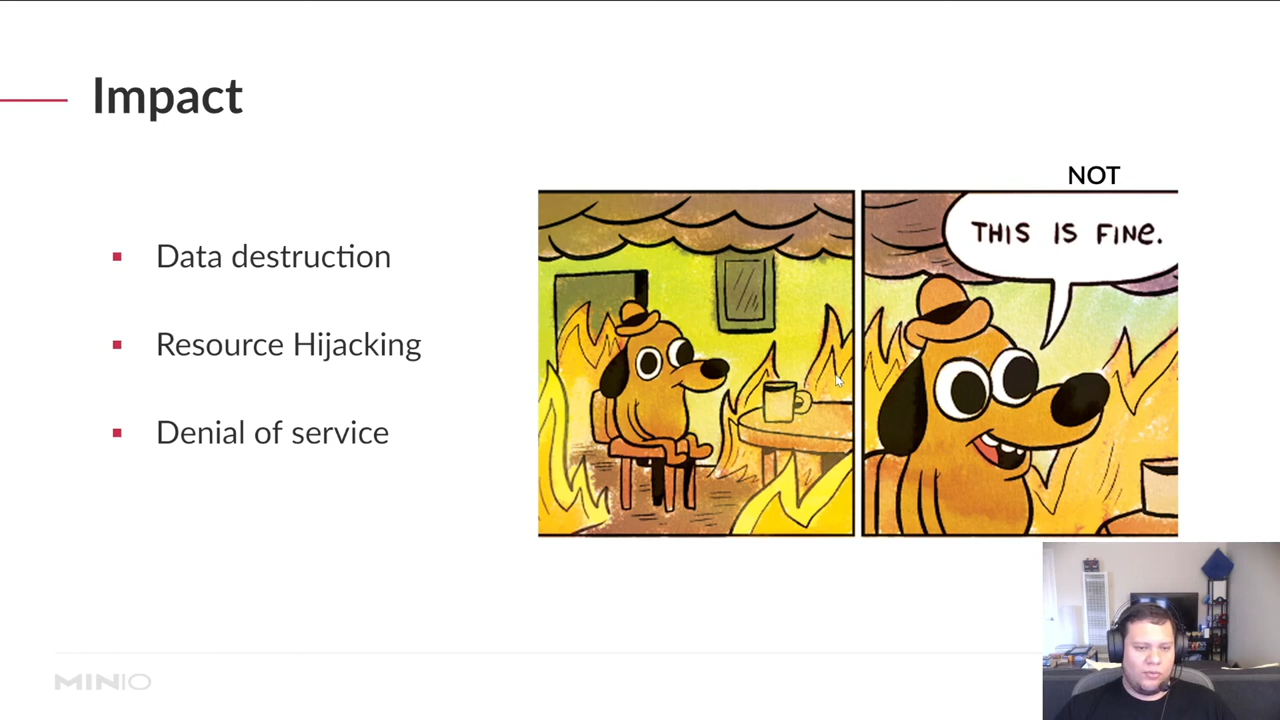 Impact
NOT
THIS IS FINE.
Data destruction
Resource Hijacking
Denial of service
MINIO